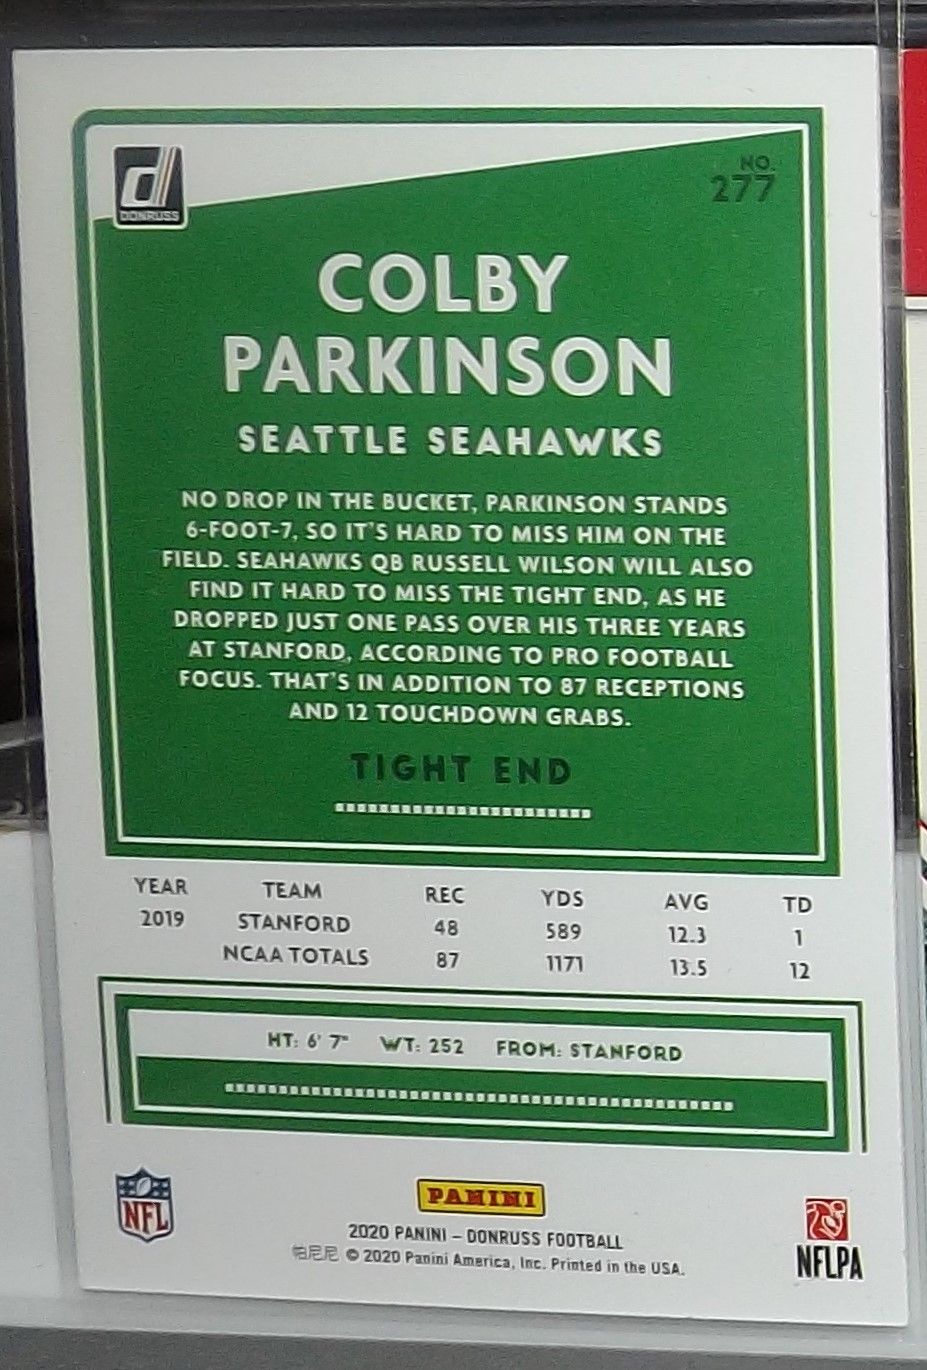 DONRUSS
NO.
277
COLBY
PARKINSON
SEATTLE SEAHAWKS
NO DROP IN THE BUCKET, PARKINSON STANDS
6-FOOT-7, SO IT'S HARD TO MISS HIM ON THE
FIELD. SEAHAWKS QB RUSSELL WILSON WILL ALSO
FIND IT HARD TO MISS THE TIGHT END, AS HE
DROPPED JUST ONE PASS OVER HIS THREE YEARS
AT STANFORD, ACCORDING TO PRO FOOTBALL
FOCUS. THAT'S IN ADDITION TO 87 RECEPTIONS
AND 12 TOUCHDOWN GRABS.
TIGHT END
YEAR TEAM REC YDS AVG TD
2019 STANFORD 48 589 12.3 1
NCAA TOTALS 87 1171 13.5 12
HT: 6' 7" WT: 252 FROM: STANFORD
NFL
PANINI
2020 PANINI – DONRUSS FOOTBALL
帕尼尼 © 2020 Panini America, Inc. Printed in the USA.
NFLPA